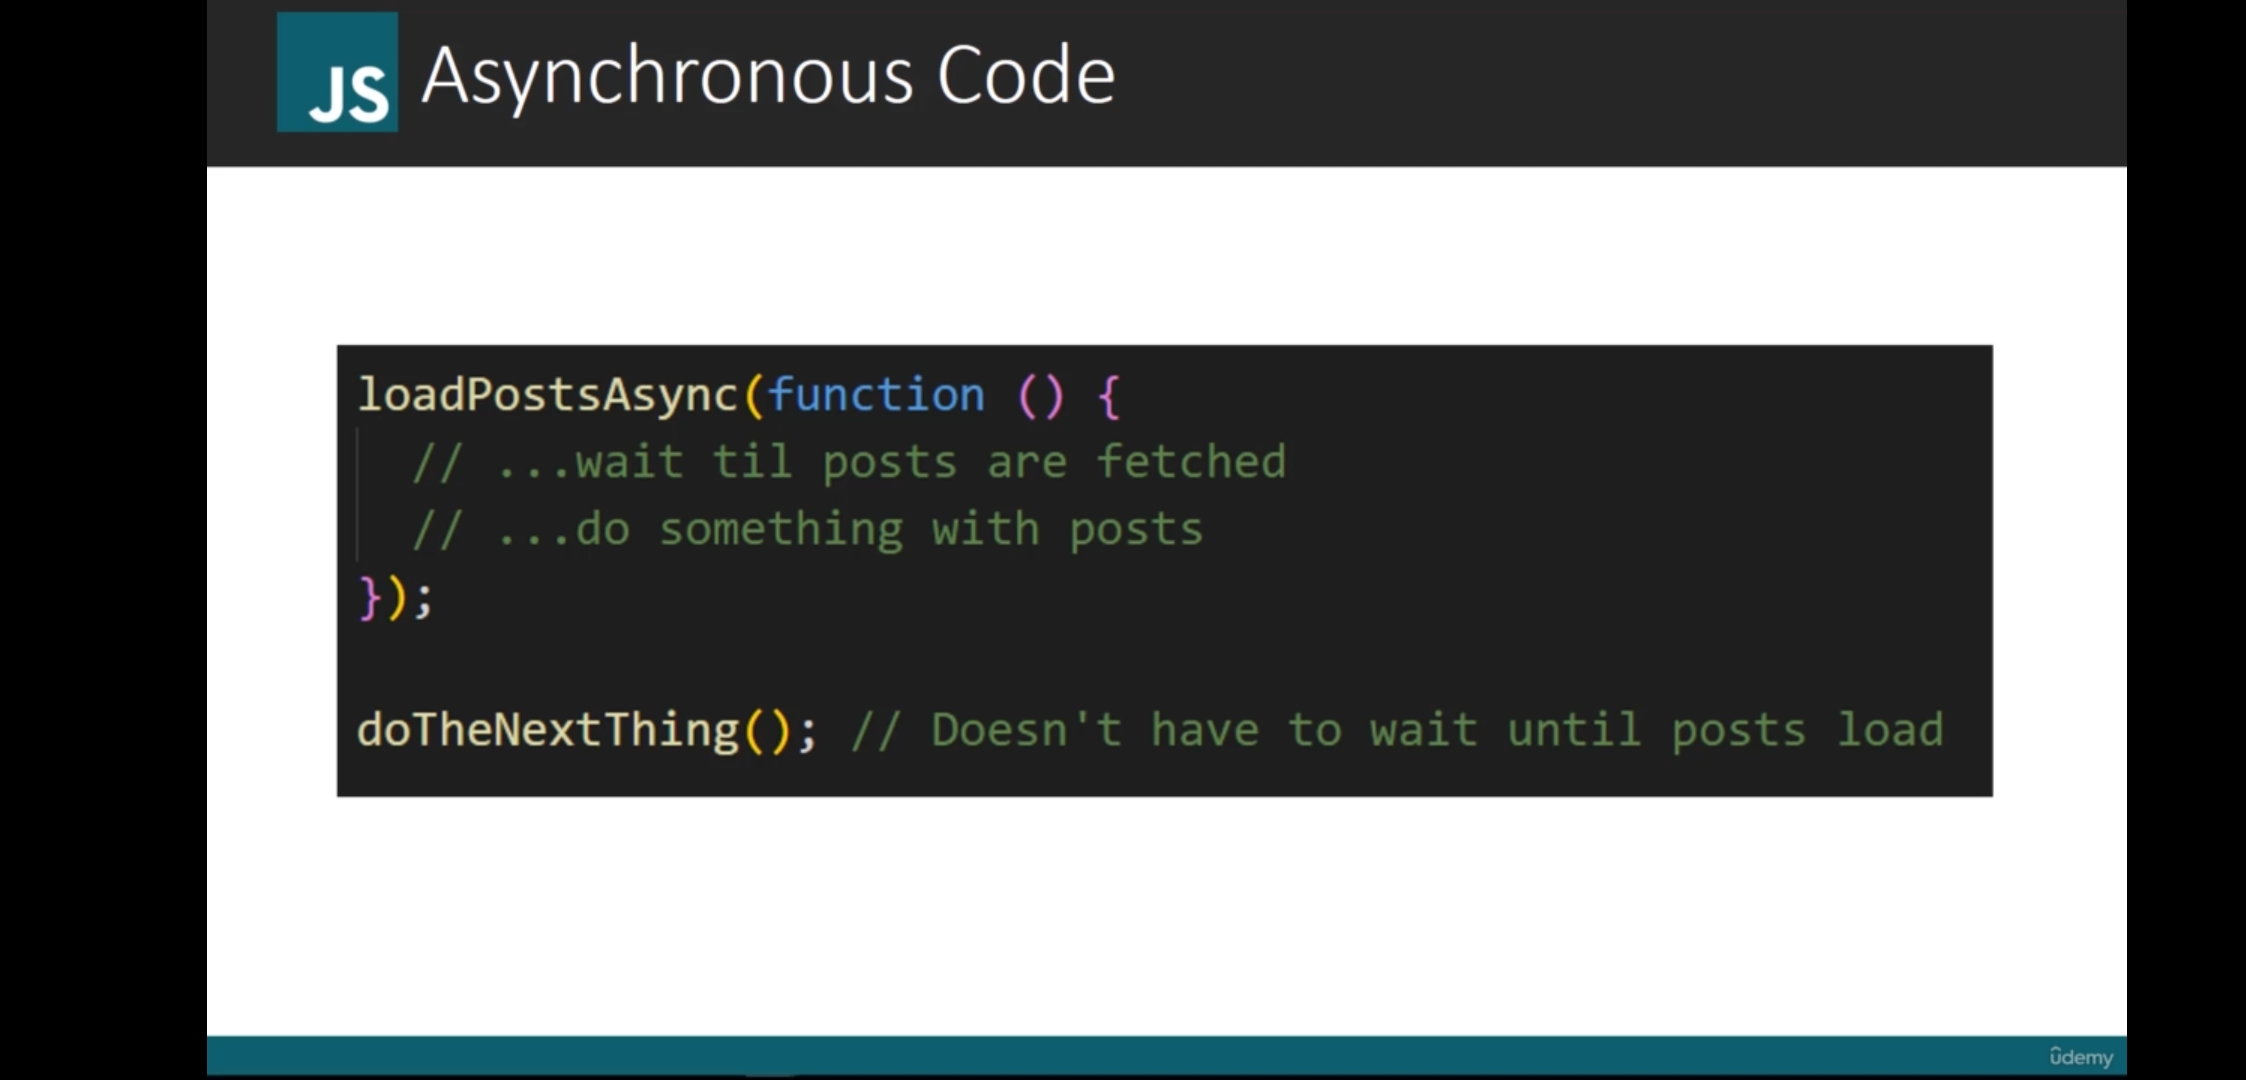 JS Asynchronous Code
loadPostsAsync(function () {
// ...wait til posts are fetched
// ...do something with posts
});
doTheNextThing(); // Doesn't have to wait until posts load
ûdemy